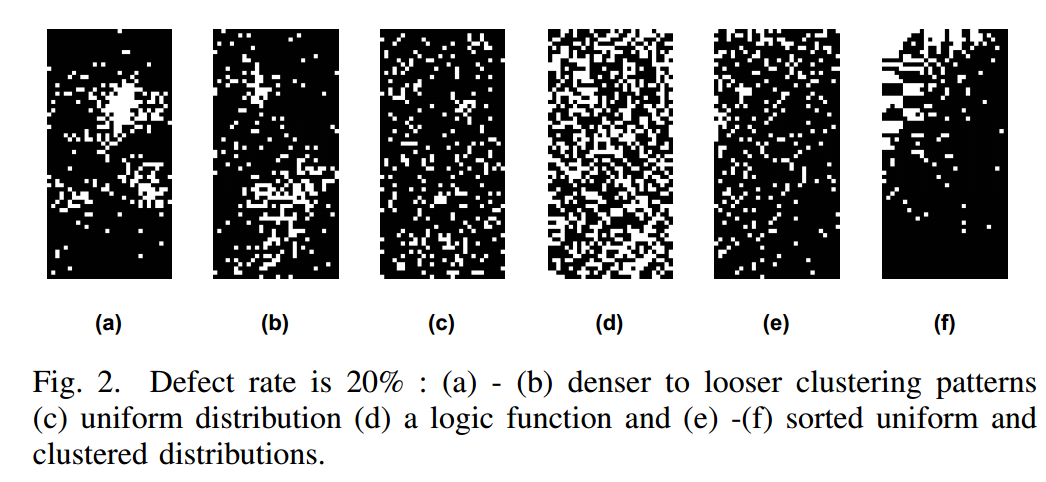 (a) (b) (c) (d) (e) (f)
Fig. 2. Defect rate is 20% : (a) - (b) denser to looser clustering patterns
(c) uniform distribution (d) a logic function and (e) -(f) sorted uniform and
clustered distributions.